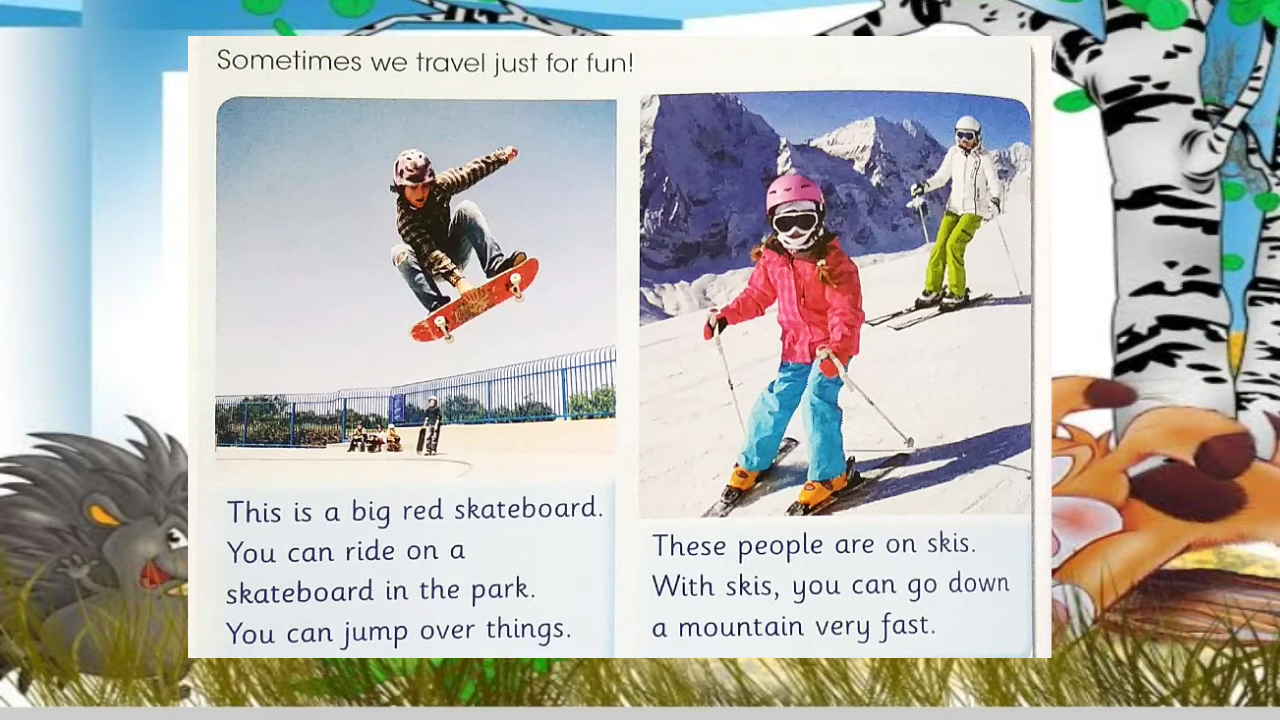 Sometimes we travel just for fun!
This is a big red skateboard.
You can ride on a
skateboard in the park.
You can jump over things.
These people are on skis.
With skis, you can go down
a mountain very fast.